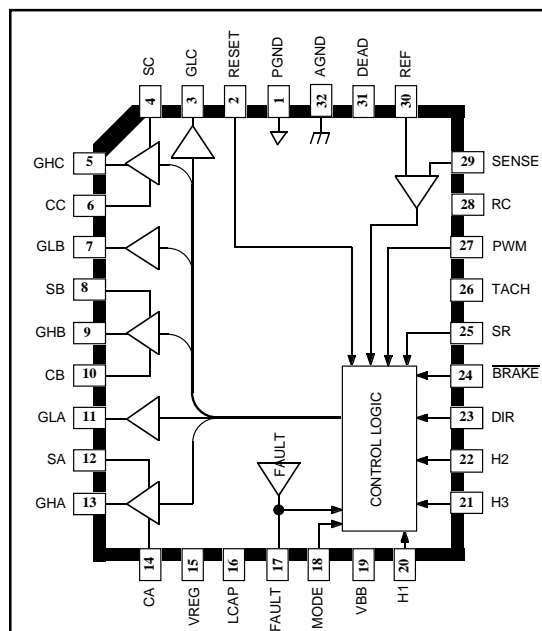 SC
GLC
RESET
PGND
AGND
DEAD
REF
4
3
2
1
32
31
30
GHC 5
CC 6
GLB 7
SB 8
GHB 9
CB 10
GLA 11
SA 12
GHA 13
29 SENSE
28 RC
27 PWM
26 TACH
25 SR
24 BRAKE
23 DIR
22 H2
21 H3
CONTROL LOGIC
FAULT
14
15
16
17
18
19
20
CA
VREG
LCAP
FAULT
MODE
VBB
H1